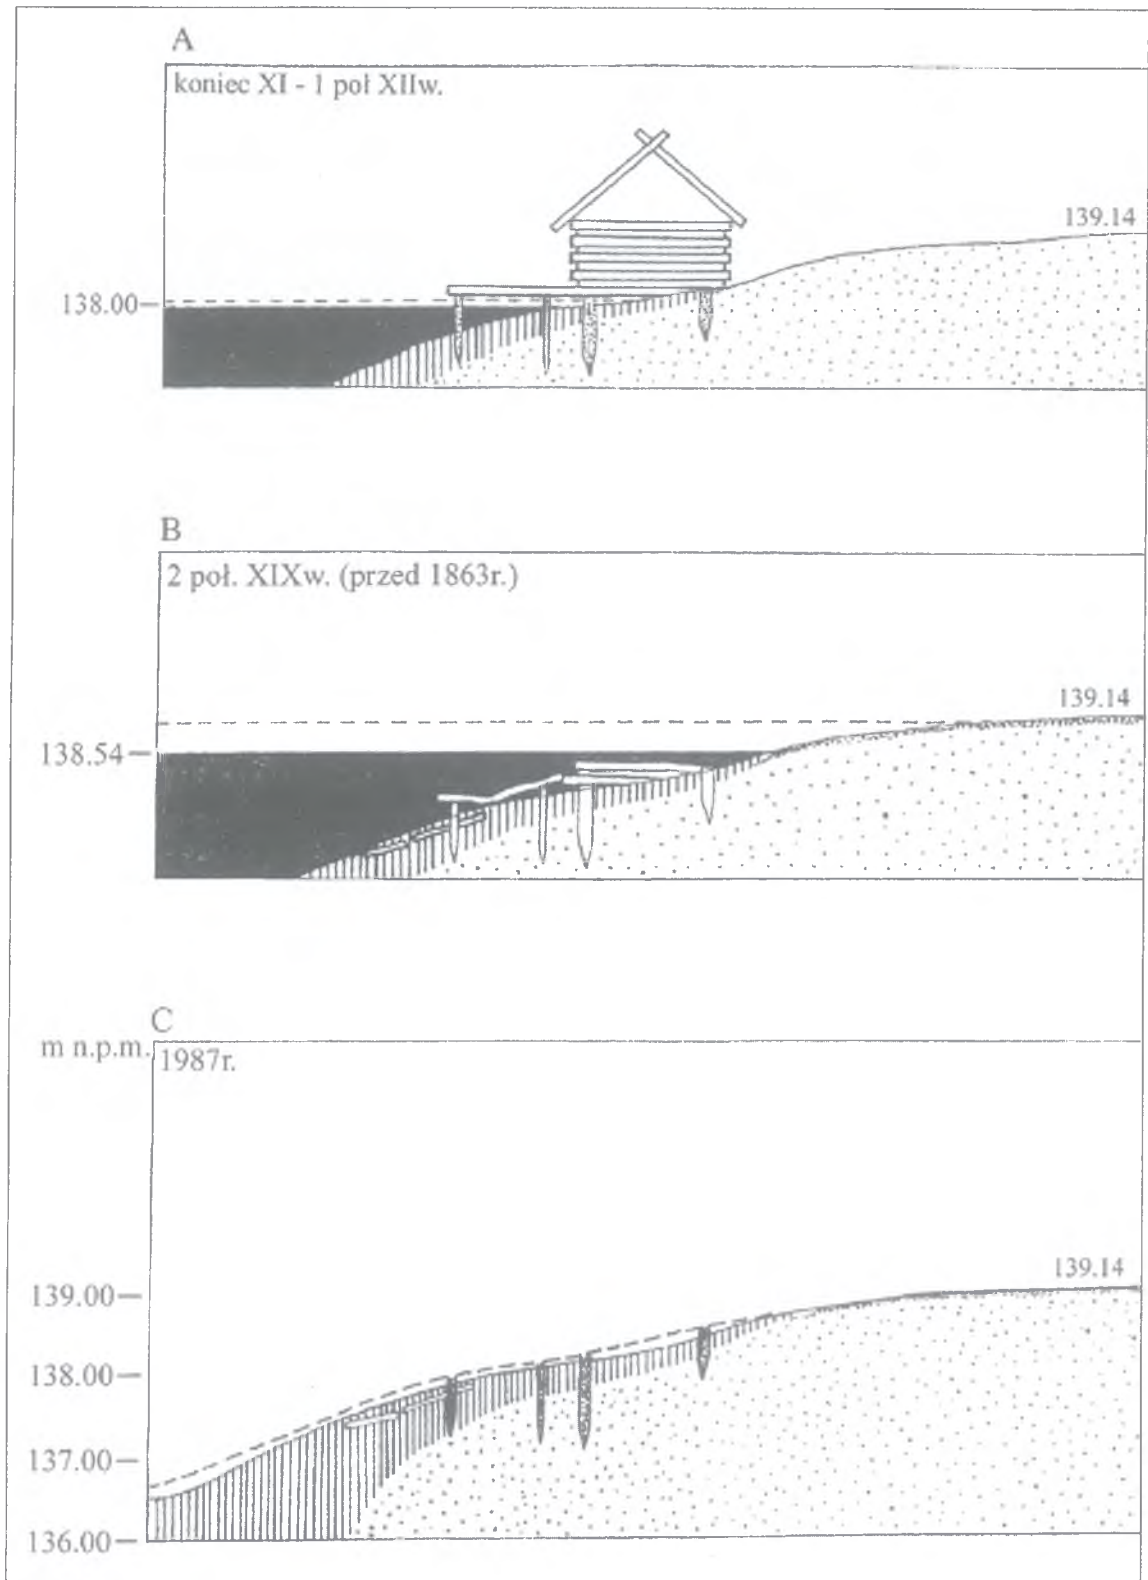 A
koniec XI - 1 poł XIIw.
139.14
138.00
B
2 poł. XIXw. (przed 1863r.)
139.14
138.54
C
m n.p.m.
1987r.
139.14
139.00
138.00
137.00
136.00